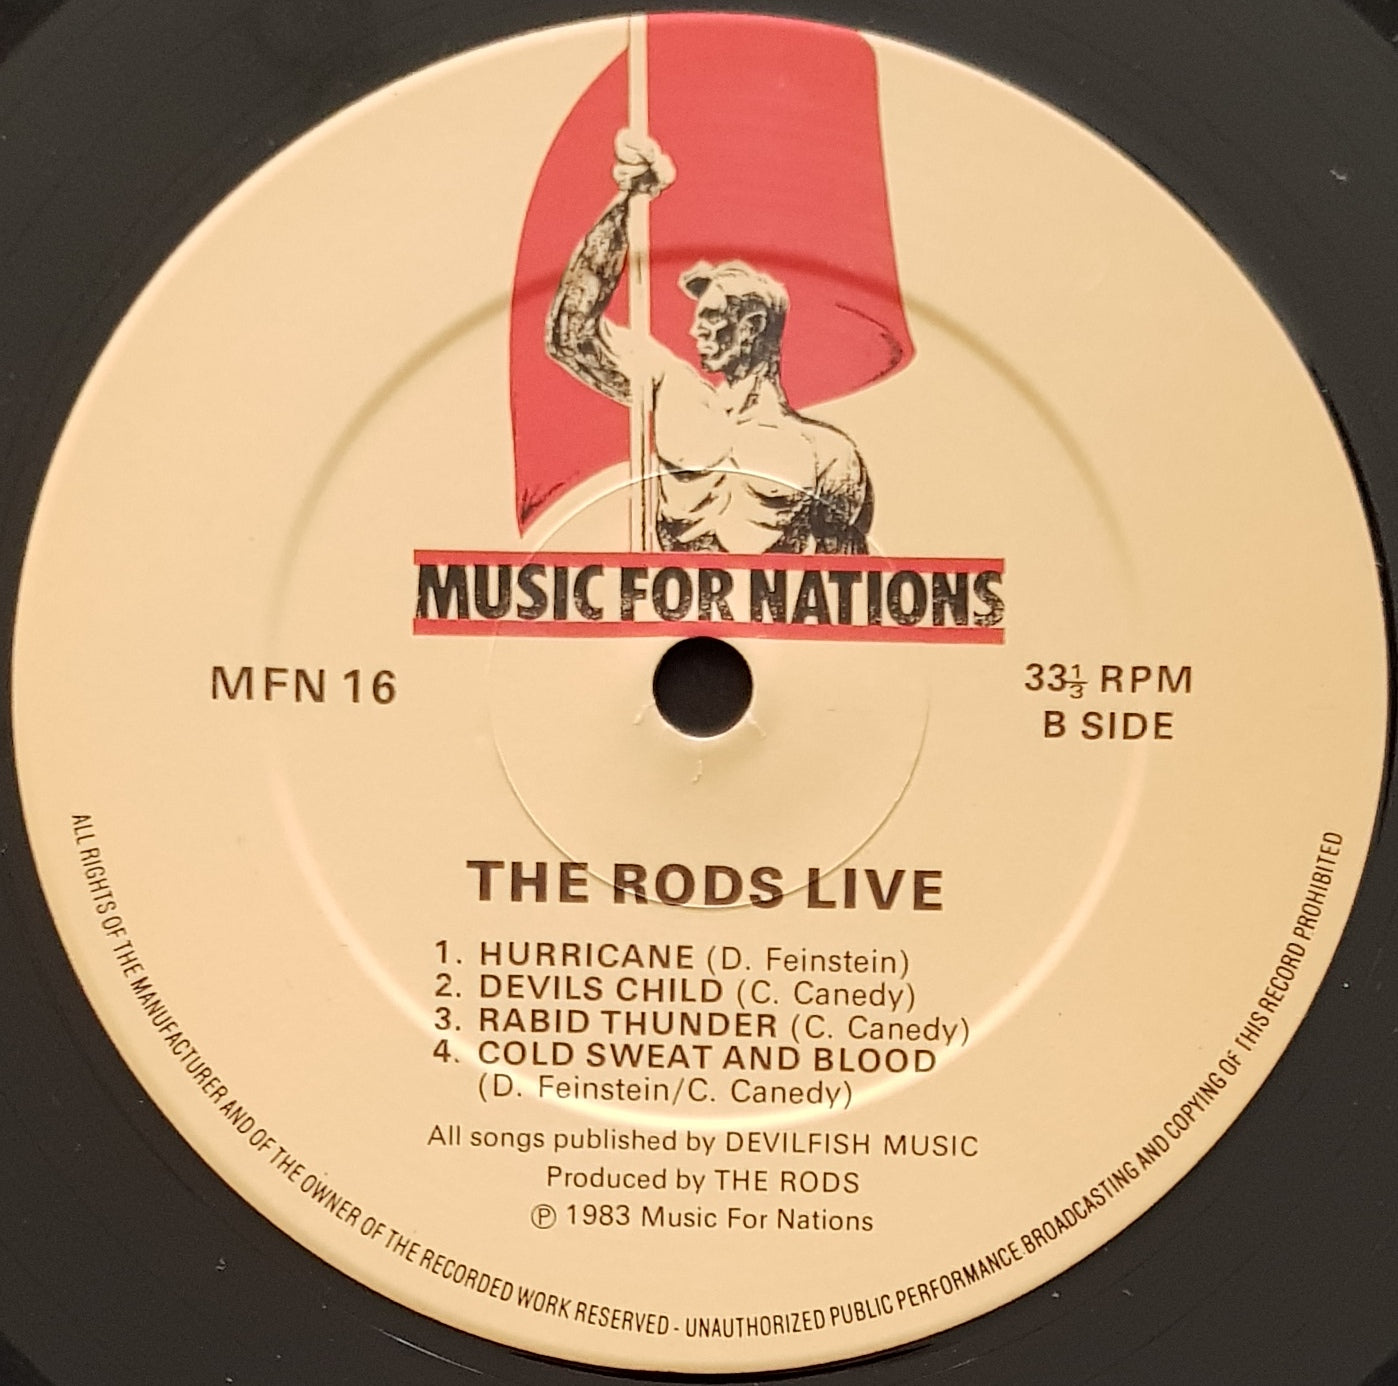 MUSIC FOR NATIONS
MFN 16
33⅓ RPM
B SIDE
THE RODS LIVE
1. HURRICANE (D. Feinstein)
2. DEVILS CHILD (C. Canedy)
3. RABID THUNDER (C. Canedy)
4. COLD SWEAT AND BLOOD
(D. Feinstein/C. Canedy)
All songs published by DEVILFISH MUSIC
Produced by THE RODS
℗ 1983 Music For Nations
ALL RIGHTS OF THE MANUFACTURER AND OF THE OWNER OF THE RECORDED WORK RESERVED - UNAUTHORIZED PUBLIC PERFORMANCE BROADCASTING AND COPYING OF THIS RECORD PROHIBITED